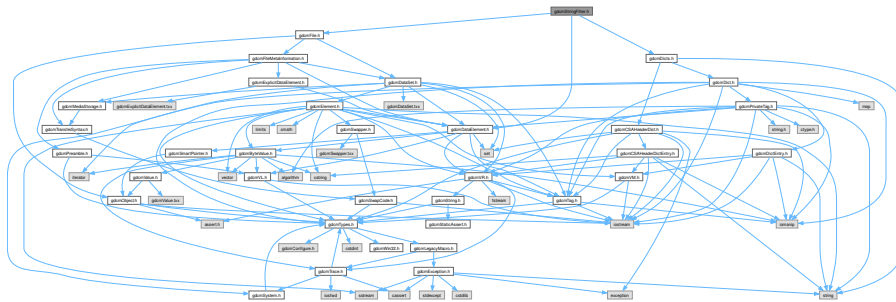 gdcmStringFilter.h
gdcmFile.h
gdcmFileMetaInformation.h
gdcmDicts.h
gdcmExplicitDataElement.h
gdcmDataSet.h
gdcmDict.h
gdcmMediaStorage.h
gdcmExplicitDataElement.txx
gdcmElement.h
gdcmDataSet.txx
gdcmPrivateTag.h
map
gdcmTransferSyntax.h
limits
cmath
gdcmSwapper.h
gdcmDataElement.h
gdcmCSAHeaderDict.h
string.h
ctype.h
gdcmPreamble.h
gdcmSmartPointer.h
gdcmByteValue.h
gdcmSwapper.txx
set
gdcmCSAHeaderDictEntry.h
gdcmDictEntry.h
gdcmValue.h
iterator
vector
gdcmVL.h
algorithm
cstring
gdcmVR.h
gdcmVM.h
gdcmObject.h
gdcmValue.txx
gdcmSwapCode.h
gdcmString.h
fstream
gdcmTag.h
assert.h
gdcmTypes.h
gdcmStaticAssert.h
iostream
iomanip
gdcmConfigure.h
cstdint
gdcmWin32.h
gdcmLegacyMacro.h
gdcmTrace.h
gdcmException.h
gdcmSystem.h
iosfwd
sstream
cassert
stdexcept
cstdlib
exception
string